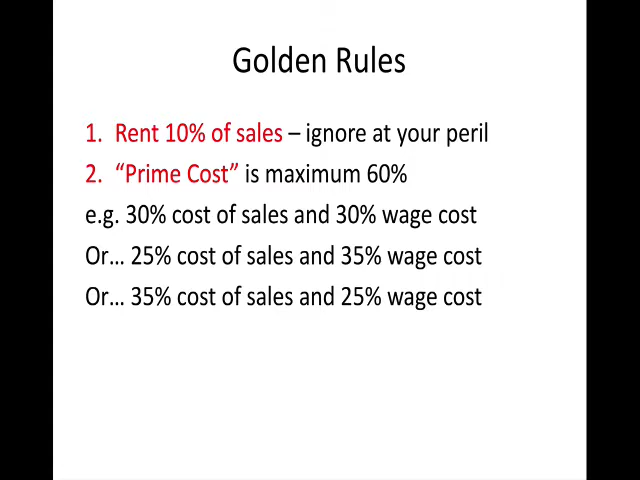 Golden Rules
1. Rent 10% of sales – ignore at your peril
2. “Prime Cost” is maximum 60%
e.g. 30% cost of sales and 30% wage cost
Or… 25% cost of sales and 35% wage cost
Or… 35% cost of sales and 25% wage cost